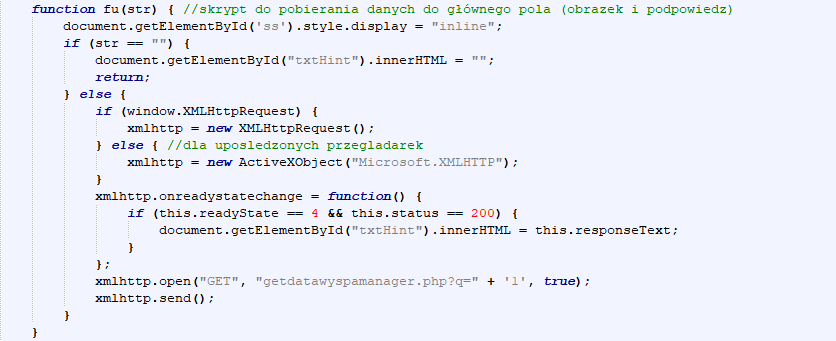 function fu(str) { //skrypt do pobierania danych do głównego pola (obrazek i podpowiedz)
document.getElementById('ss').style.display = "inline";
if (str == "") {
document.getElementById("txtHint").innerHTML = "";
return;
} else {
if (window.XMLHttpRequest) {
xmlhttp = new XMLHttpRequest();
} else { //dla uposledzonych przegladarek
xmlhttp = new ActiveXObject("Microsoft.XMLHTTP");
}
xmlhttp.onreadystatechange = function() {
if (this.readyState == 4 && this.status == 200) {
document.getElementById("txtHint").innerHTML = this.responseText;
}
};
xmlhttp.open("GET", "getdatawyspamanager.php?q=" + '1', true);
xmlhttp.send();
}
}